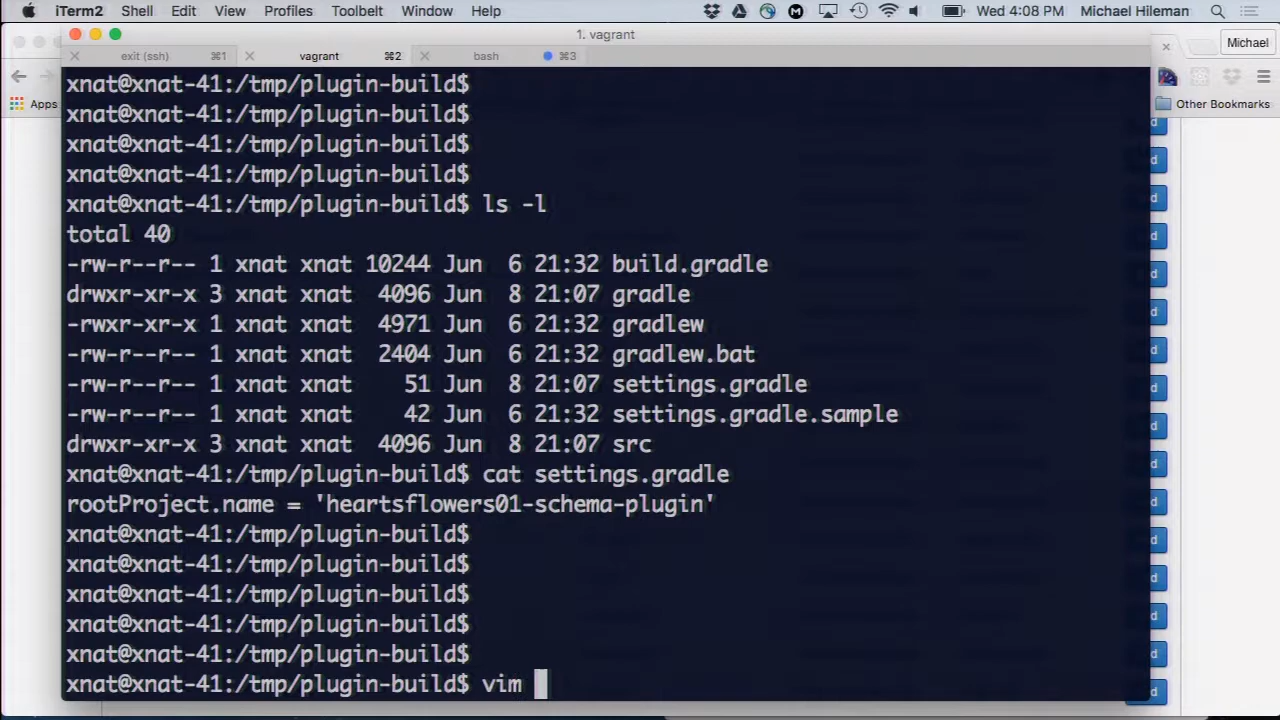 iTerm2 Shell Edit View Profiles Toolbelt Window Help Wed 4:08 PM Michael Hileman
1. vagrant
Michael
exit (ssh) ⌘1 vagrant ⌘2 bash ⌘3
Apps
Other Bookmarks
xnat@xnat-41:/tmp/plugin-build$
xnat@xnat-41:/tmp/plugin-build$
xnat@xnat-41:/tmp/plugin-build$
xnat@xnat-41:/tmp/plugin-build$
xnat@xnat-41:/tmp/plugin-build$ ls -l
total 40
-rw-r--r-- 1 xnat xnat 10244 Jun  6 21:32 build.gradle
drwxr-xr-x 3 xnat xnat  4096 Jun  8 21:07 gradle
-rwxr-xr-x 1 xnat xnat  4971 Jun  6 21:32 gradlew
-rw-r--r-- 1 xnat xnat  2404 Jun  6 21:32 gradlew.bat
-rw-r--r-- 1 xnat xnat    51 Jun  8 21:07 settings.gradle
-rw-r--r-- 1 xnat xnat    42 Jun  6 21:32 settings.gradle.sample
drwxr-xr-x 3 xnat xnat  4096 Jun  8 21:07 src
xnat@xnat-41:/tmp/plugin-build$ cat settings.gradle
rootProject.name = 'heartsflowers01-schema-plugin'
xnat@xnat-41:/tmp/plugin-build$
xnat@xnat-41:/tmp/plugin-build$
xnat@xnat-41:/tmp/plugin-build$
xnat@xnat-41:/tmp/plugin-build$
xnat@xnat-41:/tmp/plugin-build$
xnat@xnat-41:/tmp/plugin-build$ vim